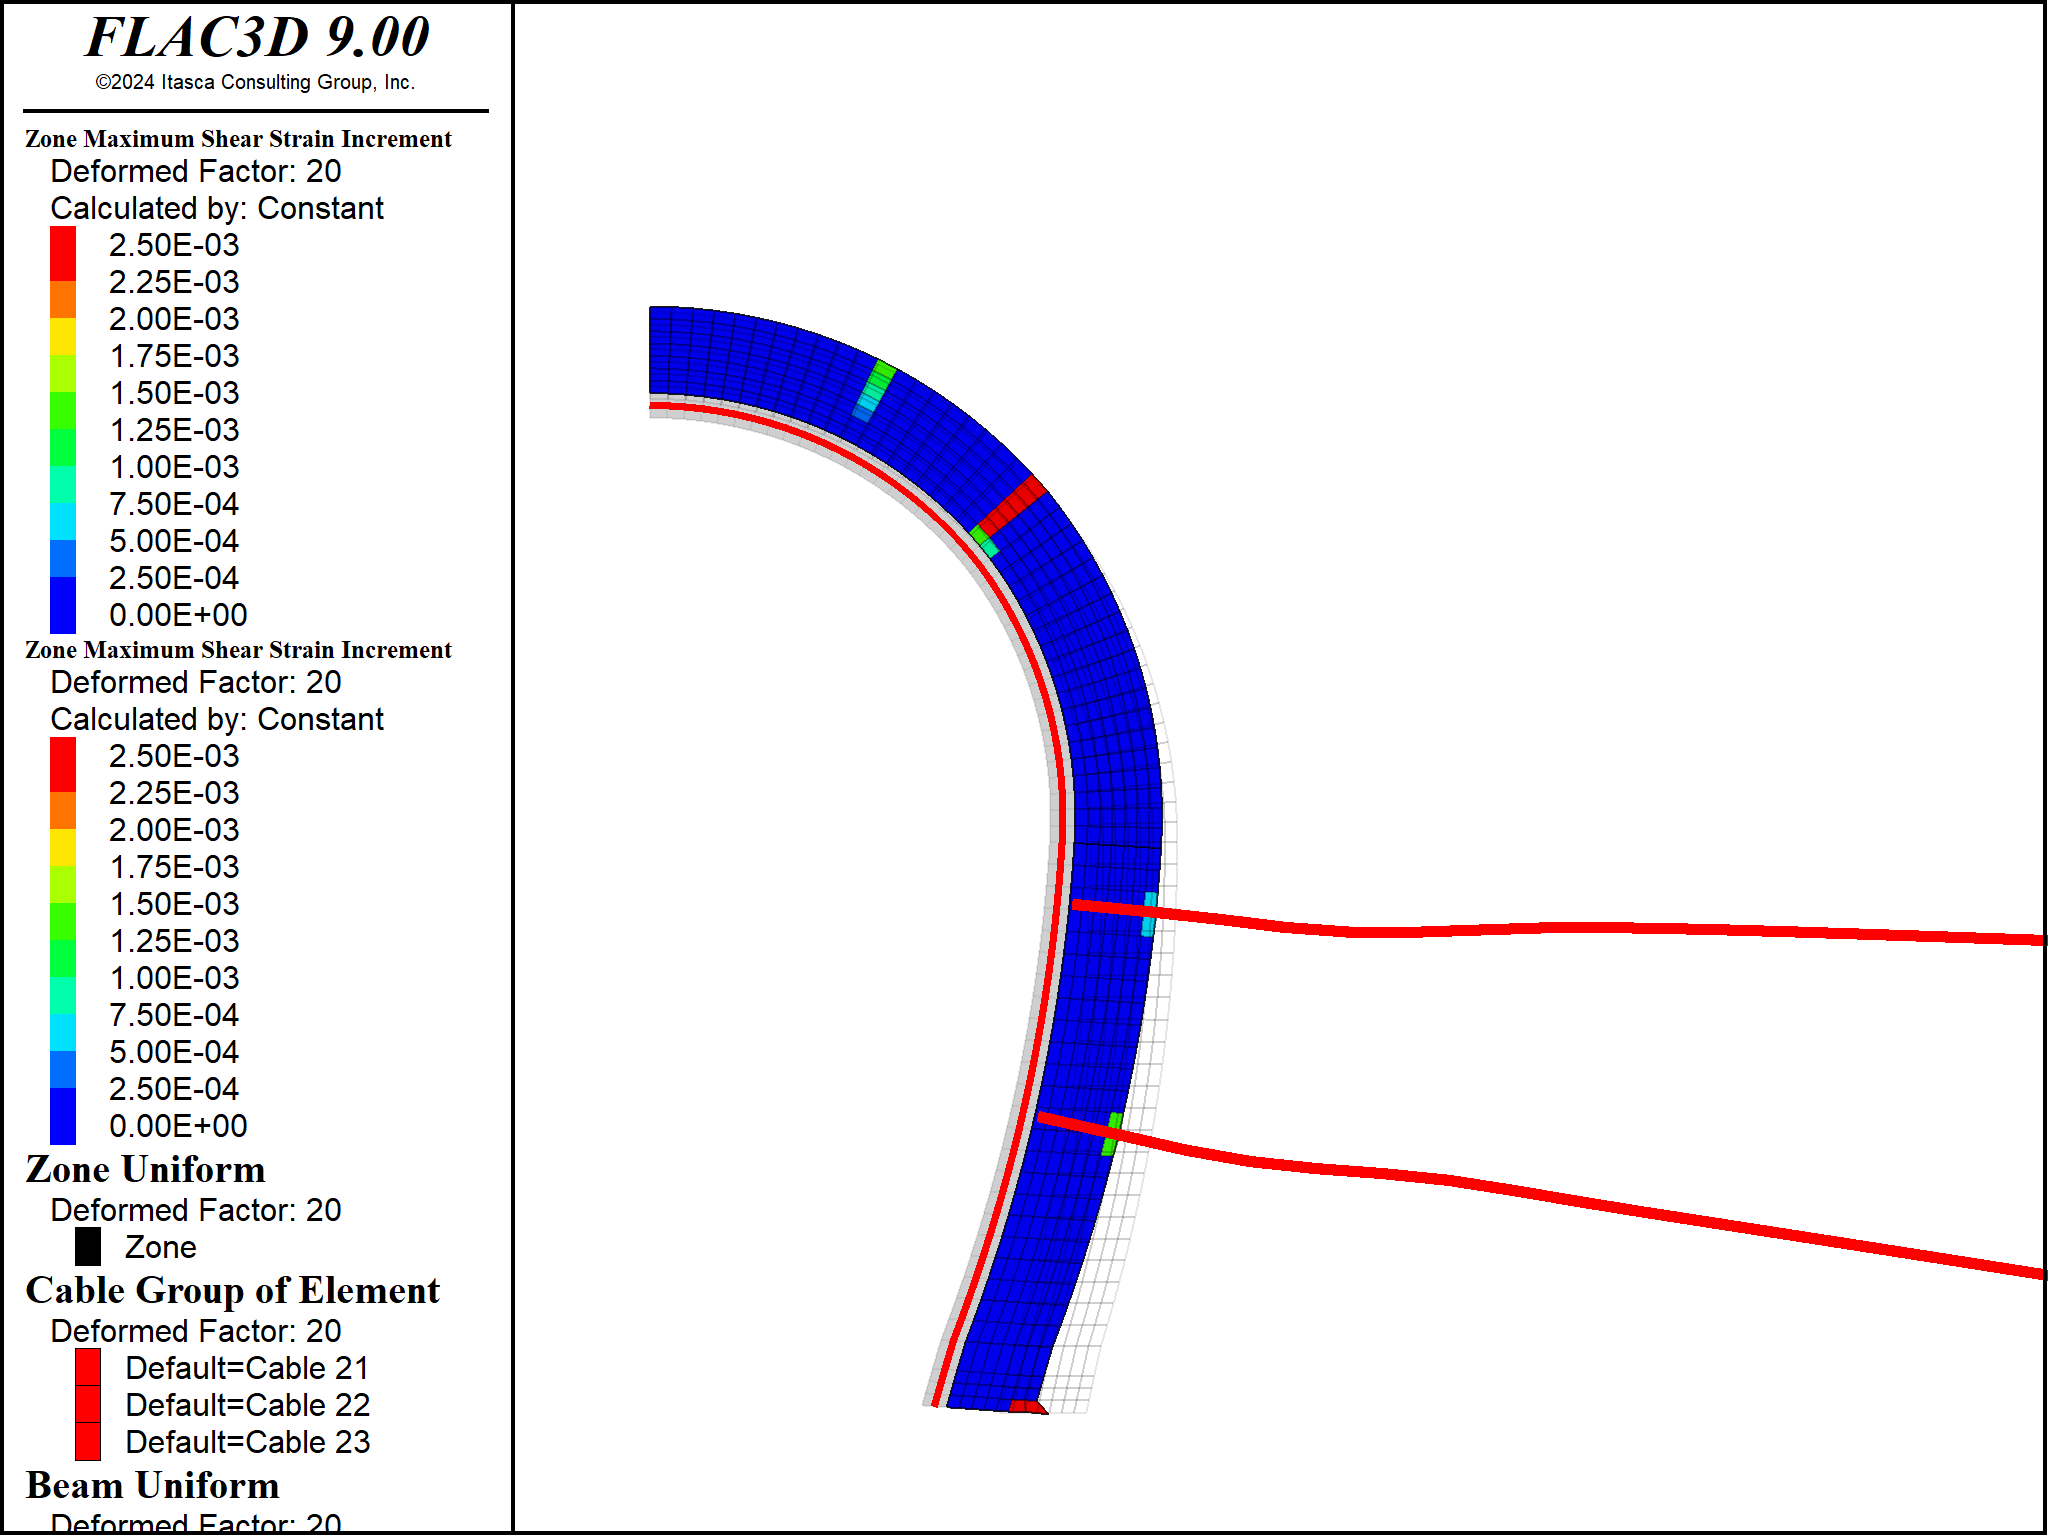 FLAC3D 9.00
©2024 Itasca Consulting Group, Inc.
Zone Maximum Shear Strain Increment
Deformed Factor: 20
Calculated by: Constant
2.50E-03
2.25E-03
2.00E-03
1.75E-03
1.50E-03
1.25E-03
1.00E-03
7.50E-04
5.00E-04
2.50E-04
0.00E+00
Zone Maximum Shear Strain Increment
Deformed Factor: 20
Calculated by: Constant
2.50E-03
2.25E-03
2.00E-03
1.75E-03
1.50E-03
1.25E-03
1.00E-03
7.50E-04
5.00E-04
2.50E-04
0.00E+00
Zone Uniform
Deformed Factor: 20
Zone
Cable Group of Element
Deformed Factor: 20
Default=Cable 21
Default=Cable 22
Default=Cable 23
Beam Uniform
Deformed Factor: 20